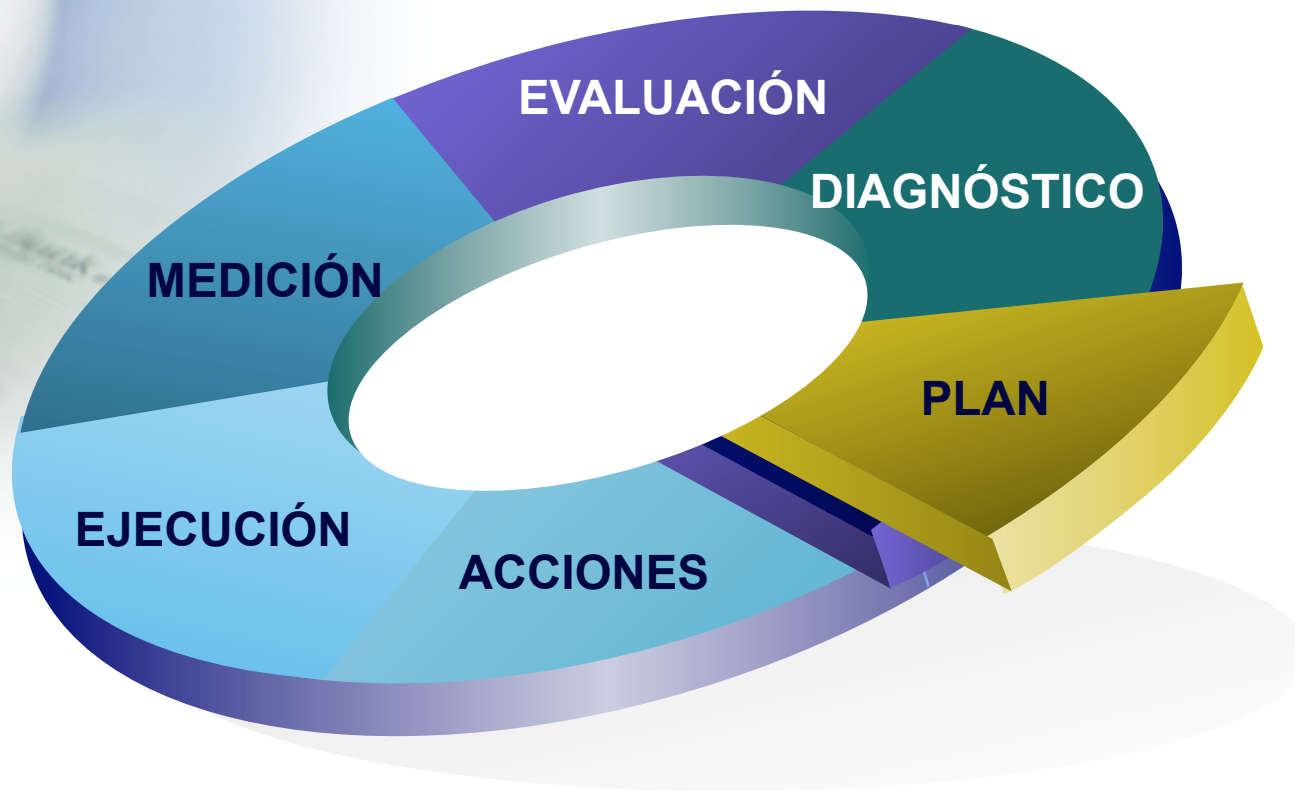 EVALUACIÓN
DIAGNÓSTICO
MEDICIÓN
PLAN
EJECUCIÓN
ACCIONES